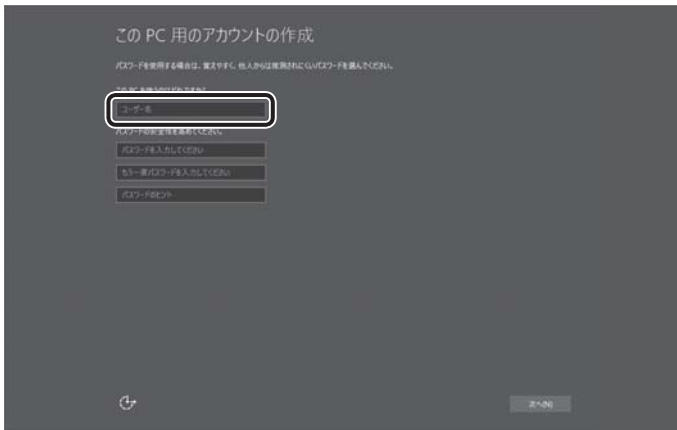 この PC 用のアカウントの作成
パスワードを使用する場合は、覚えやすく、他人からは推測されにくいパスワードを選んでください。
この PC を使うのはだれですか?
ユーザー名
パスワードの安全性を高めてください。
パスワードを入力してください
もう一度パスワードを入力してください
パスワードのヒント
次へ(N)